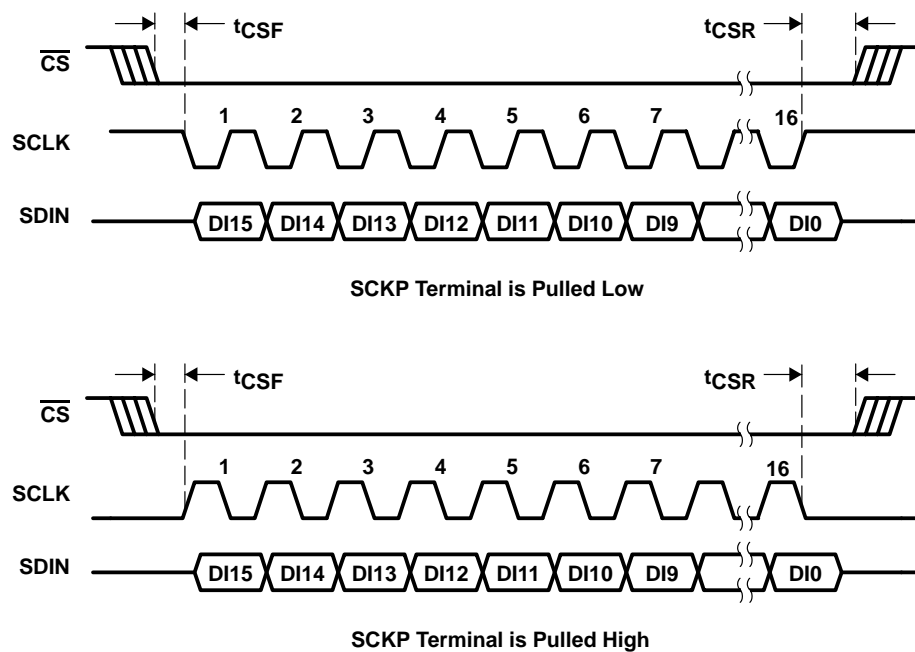 tCSF tCSR
CS
1 2 3 4 5 6 7 16
SCLK
SDIN DI15 DI14 DI13 DI12 DI11 DI10 DI9 DI0
SCKP Terminal is Pulled Low
tCSF tCSR
CS
1 2 3 4 5 6 7 16
SCLK
SDIN DI15 DI14 DI13 DI12 DI11 DI10 DI9 DI0
SCKP Terminal is Pulled High